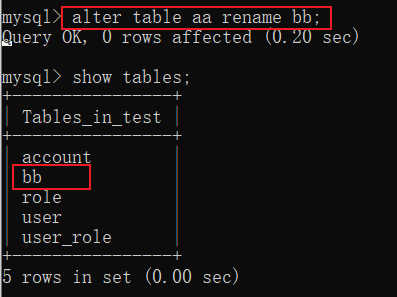 mysql> alter table aa rename bb;
Query OK, 0 rows affected (0.20 sec)
mysql> show tables;
+----------------+
| Tables_in_test |
+----------------+
| account        |
| bb             |
| role           |
| user           |
| user_role      |
+----------------+
5 rows in set (0.00 sec)